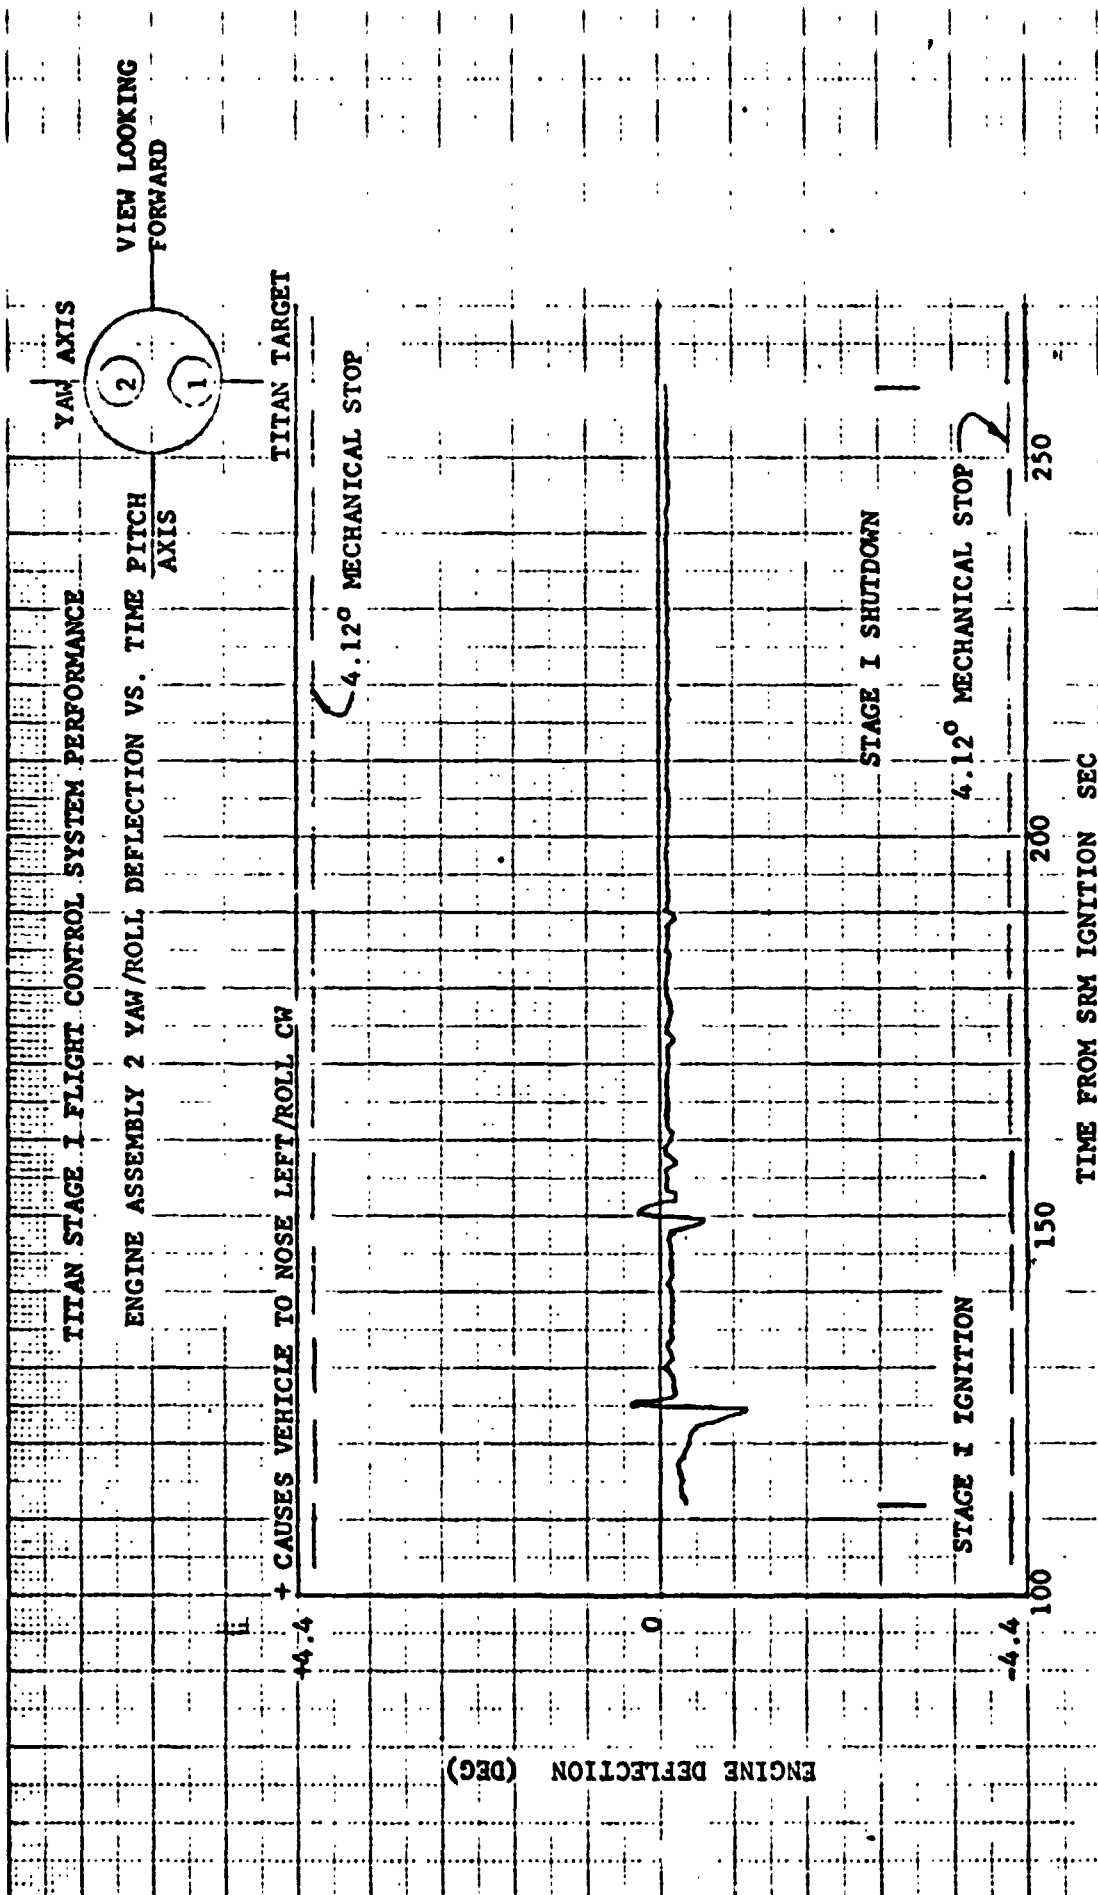 TITAN STAGE I FLIGHT CONTROL SYSTEM PERFORMANCE
ENGINE ASSEMBLY 2 YAW/ROLL DEFLECTION VS. TIME
YAW AXIS
VIEW LOOKING
FORWARD
PITCH
AXIS
2
1
TITAN TARGET
+ CAUSES VEHICLE TO NOSE LEFT/ROLL CW
4.12° MECHANICAL STOP
ENGINE DEFLECTION (DEG)
+4.4
0
-4.4
STAGE I IGNITION
STAGE I SHUTDOWN
4.12° MECHANICAL STOP
100
150
200
250
TIME FROM SRM IGNITION SEC